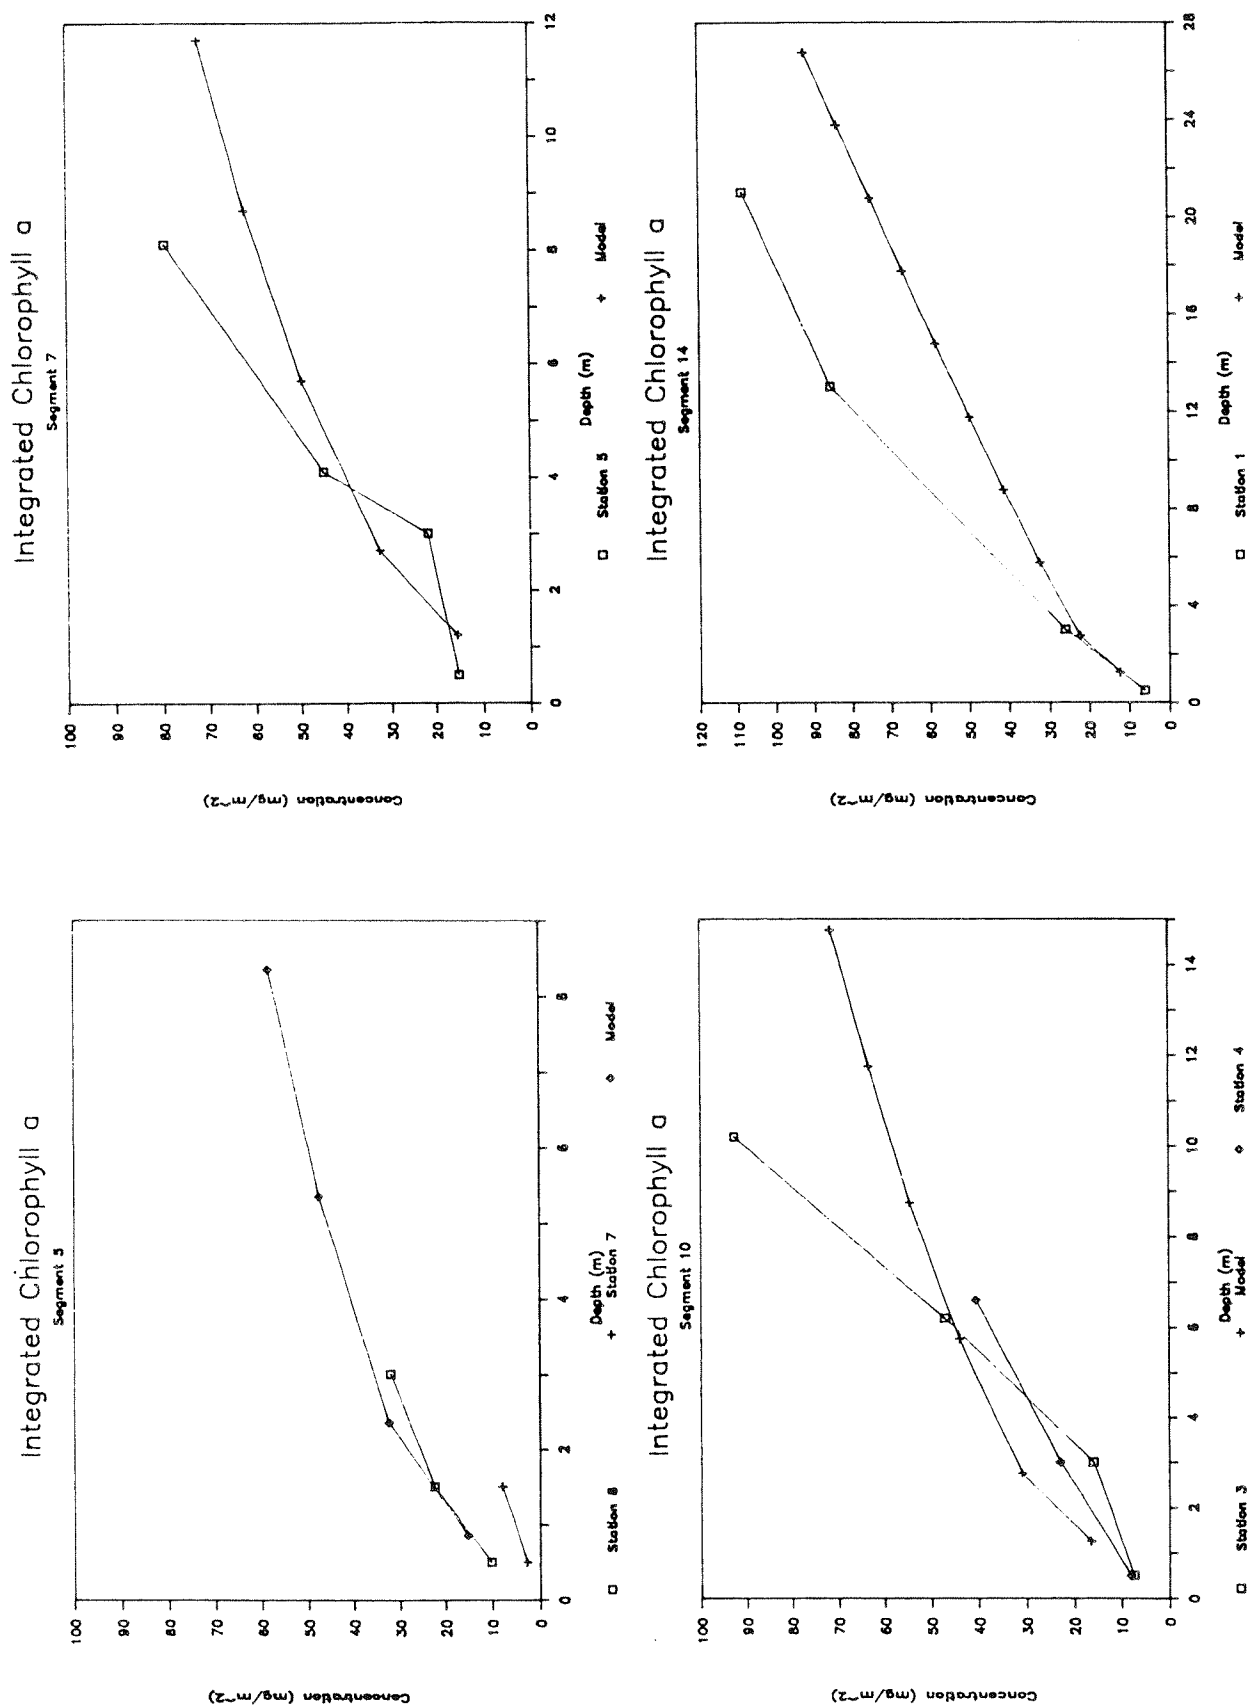 Integrated Chlorophyll a
Segment 5
Concentration (mg/m^2)
100
90
80
70
60
50
40
30
20
10
0
0 2 4 6 8
Depth (m)
□ Station 8 + Station 7 ◇ Model
Integrated Chlorophyll a
Segment 7
Concentration (mg/m^2)
100
90
80
70
60
50
40
30
20
10
0
0 2 4 6 8 10 12
Depth (m)
□ Station 5 + Model
Integrated Chlorophyll a
Segment 10
Concentration (mg/m^2)
100
90
80
70
60
50
40
30
20
10
0
0 2 4 6 8 10 12 14
Depth (m)
□ Station 3 + Model ◇ Station 4
Integrated Chlorophyll a
Segment 14
Concentration (mg/m^2)
120
110
100
90
80
70
60
50
40
30
20
10
0
0 4 8 12 16 20 24 28
Depth (m)
□ Station 1 + Model